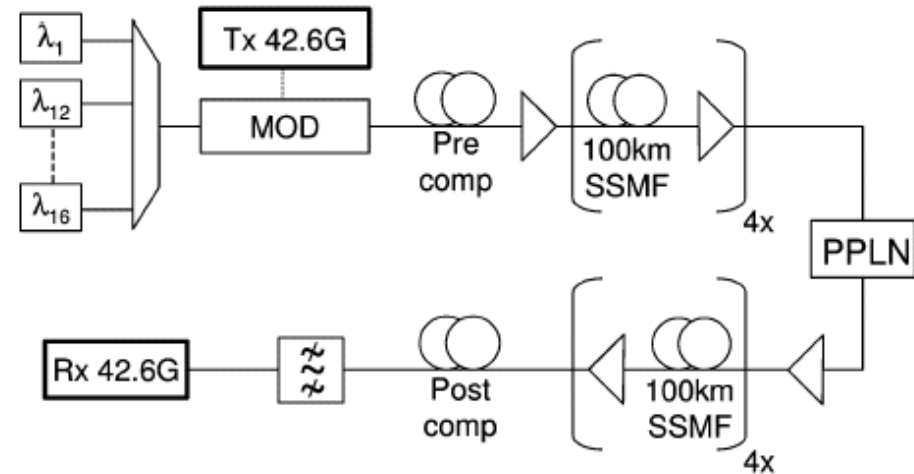 λ1
λ12
λ16
Tx 42.6G
MOD
Pre
comp
100km
SSMF
4x
PPLN
Rx 42.6G
Post
comp
100km
SSMF
4x